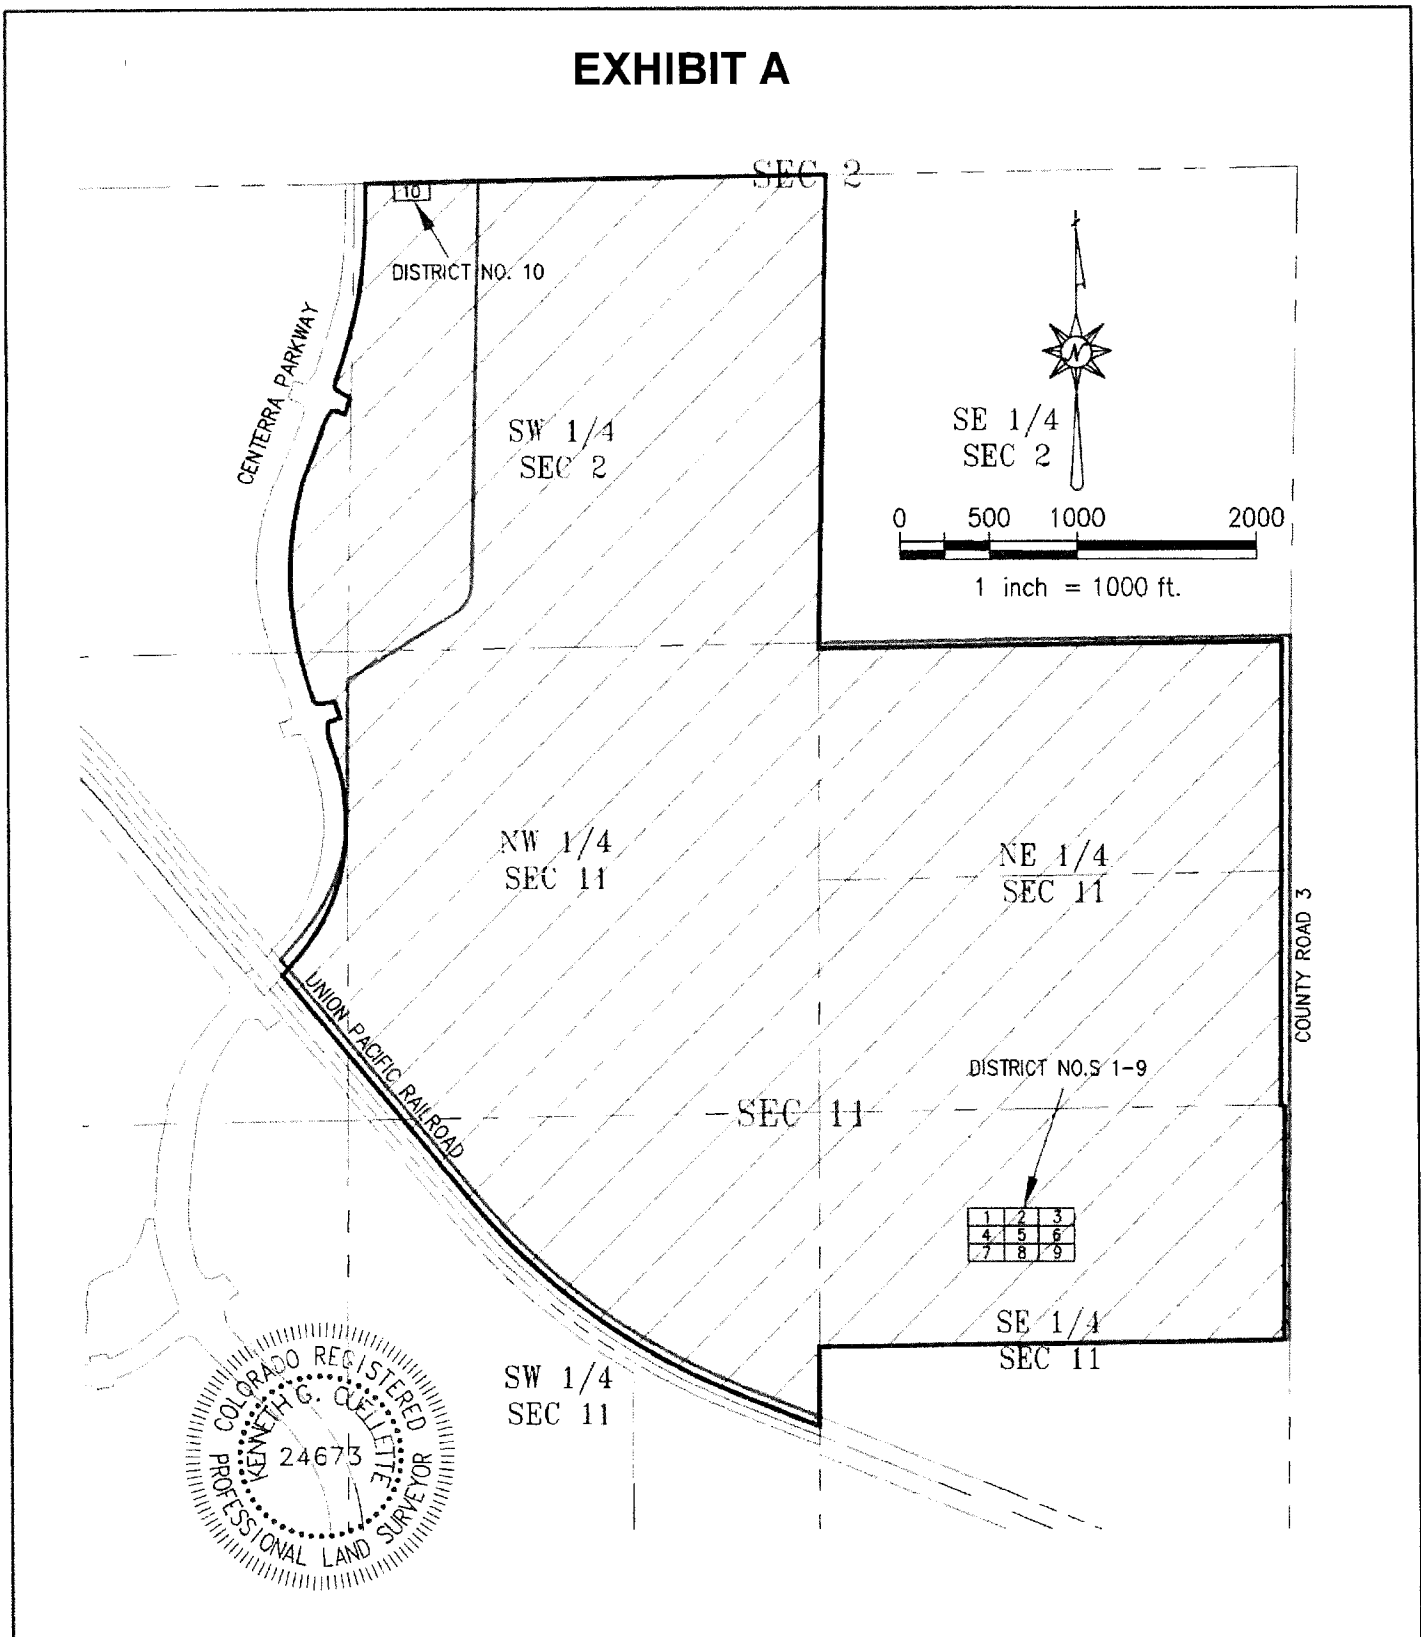 EXHIBIT A
SEC 2
10
DISTRICT NO. 10
CENTERRA PARKWAY
N
SW 1/4
SEC 2
SE 1/4
SEC 2
0 500 1000 2000
1 inch = 1000 ft.
NW 1/4
SEC 11
NE 1/4
SEC 11
COUNTY ROAD 3
UNION PACIFIC RAILROAD
DISTRICT NO.S 1-9
SEC 11
1 2 3
4 5 6
7 8 9
SE 1/4
SEC 11
SW 1/4
SEC 11
COLORADO REGISTERED
KENNETH G. OUELLETTE
24673
PROFESSIONAL LAND SURVEYOR